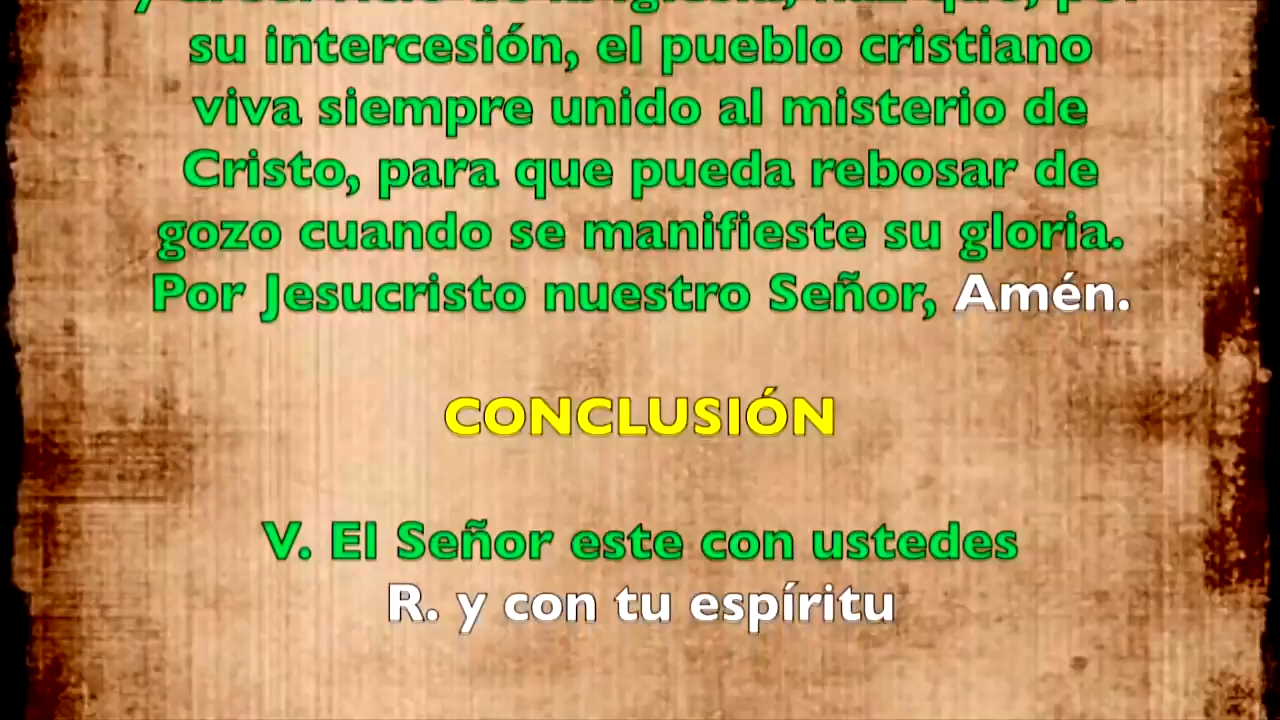 su intercesión, el pueblo cristiano
viva siempre unido al misterio de
Cristo, para que pueda rebosar de
gozo cuando se manifieste su gloria.
Por Jesucristo nuestro Señor, Amén.
CONCLUSIÓN
V. El Señor este con ustedes
R. y con tu espíritu